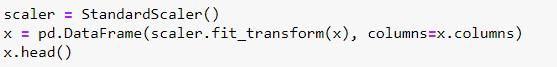 scaler = StandardScaler()
x = pd.DataFrame(scaler.fit_transform(x), columns=x.columns)
x.head()